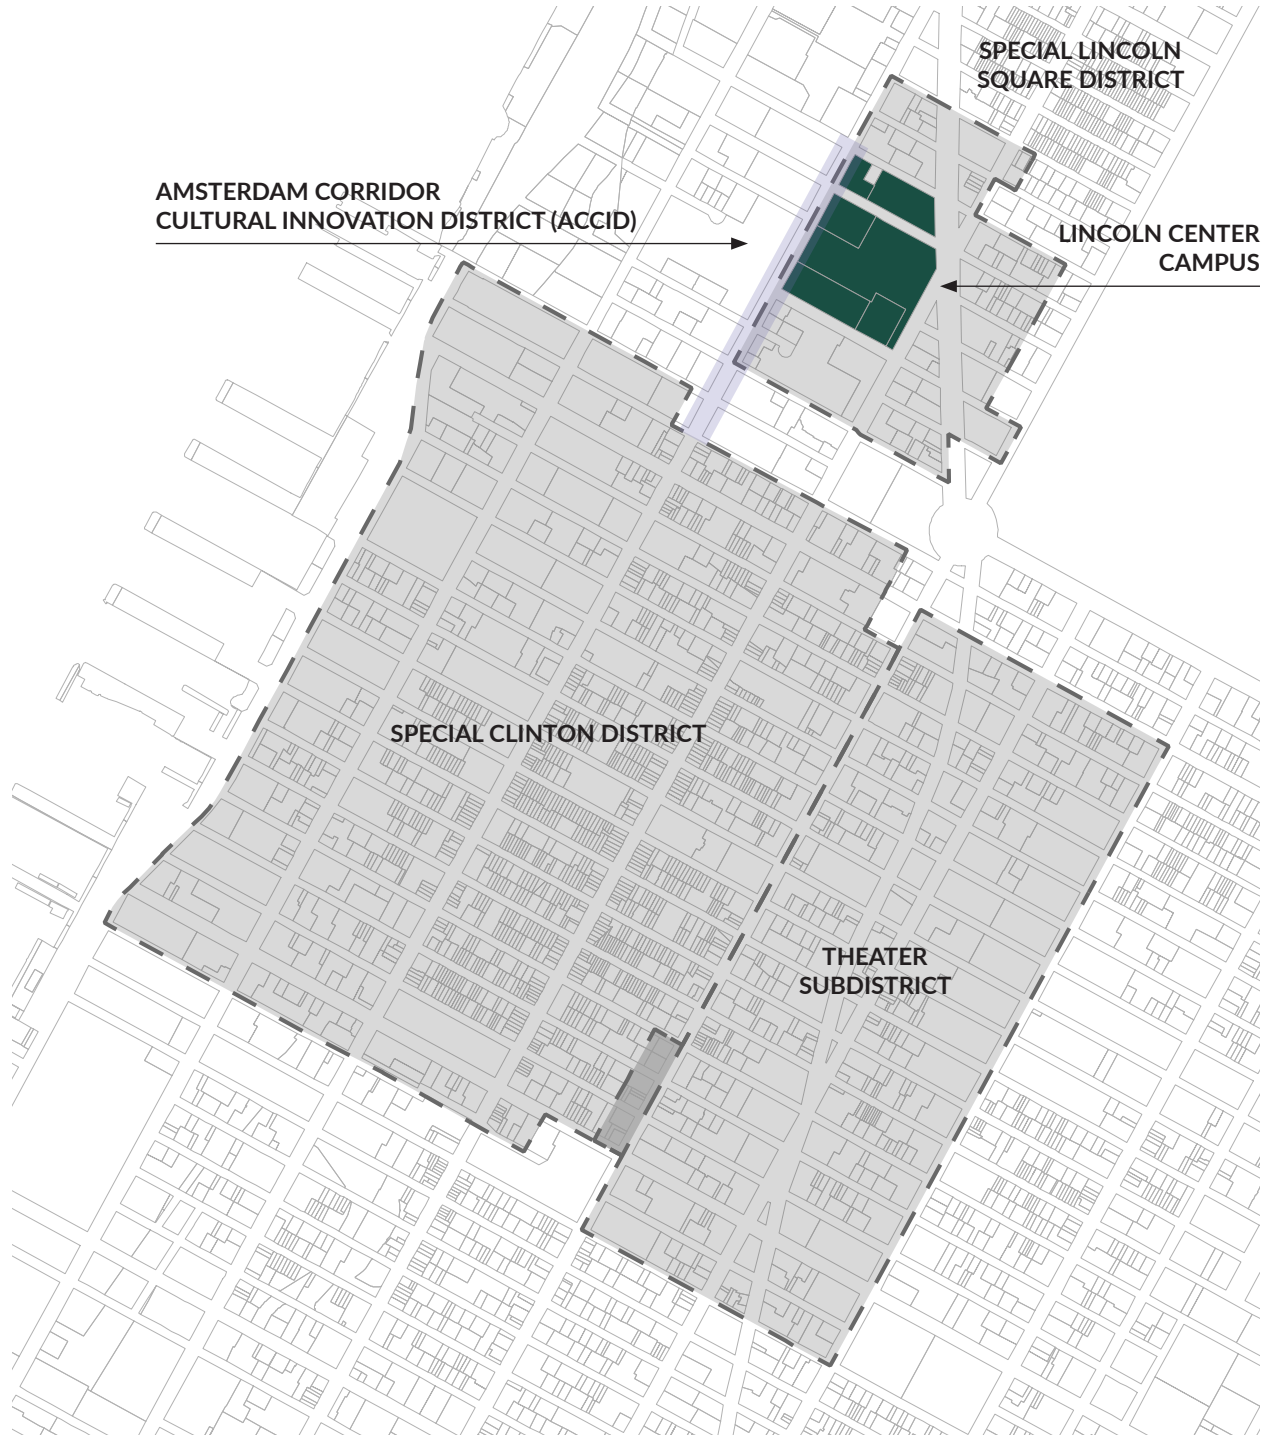 SPECIAL LINCOLN
SQUARE DISTRICT
AMSTERDAM CORRIDOR
CULTURAL INNOVATION DISTRICT (ACCID)
LINCOLN CENTER
CAMPUS
SPECIAL CLINTON DISTRICT
THEATER
SUBDISTRICT